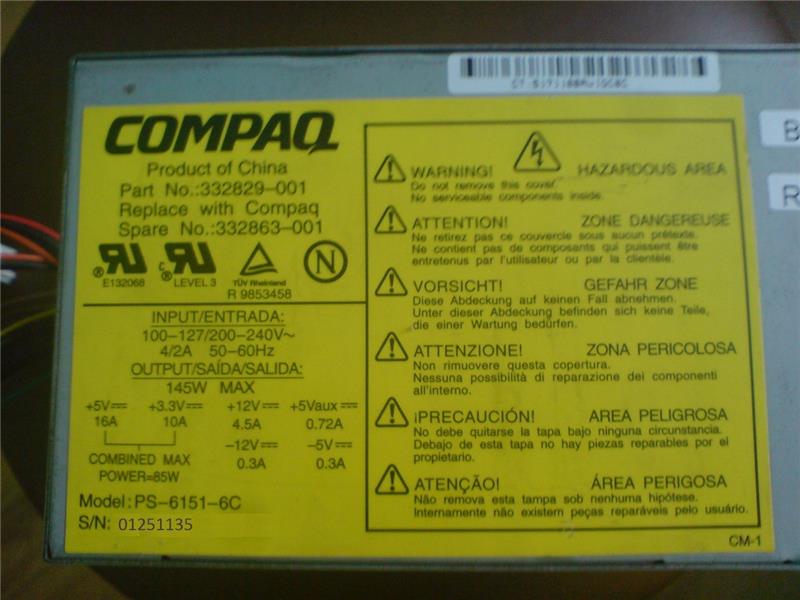 COMPAQ
Product of China
Part No.:332829-001
Replace with Compaq
Spare No.:332863-001
E132068
C
LEVEL 3
TÜV Rheinland
N
R 9853458
INPUT/ENTRADA:
100-127/200-240V~
4/2A 50-60Hz
OUTPUT/SAÍDA/SALIDA:
145W MAX
+5V +3.3V +12V +5Vaux
16A 10A 4.5A 0.72A
-12V -5V
0.3A 0.3A
COMBINED MAX
POWER=85W
Model: PS-6151-6C
S/N: 01251135
WARNING! HAZARDOUS AREA
Do not remove this cover.
No serviceable components inside.
ATTENTION! ZONE DANGEREUSE
Ne retirez pas ce couvercle sous aucun prétexte.
Ne contient pas de composants qui puissent être
entretenus par l'utilisateur ou par la clientèle.
VORSICHT! GEFAHR ZONE
Diese Abdeckung auf keinen Fall abnehmen.
Unter dieser Abdeckung befinden sich keine Teile,
die einer Wartung bedürfen.
ATTENZIONE! ZONA PERICOLOSA
Non rimuovere questa copertura.
Nessuna possibilità di reparazione dei componenti
all'interno.
¡PRECAUCIÓN! AREA PELIGROSA
No debe quitarse la tapa bajo ninguna circunstancia.
Debajo de esta tapa no hay piezas reparables por el
propietario.
ATENÇÃO! ÁREA PERIGOSA
Não remova esta tampa sob nenhuma hipótese.
Internamente não existem peças reparáveis pelo usuário.
CM-1
B
R